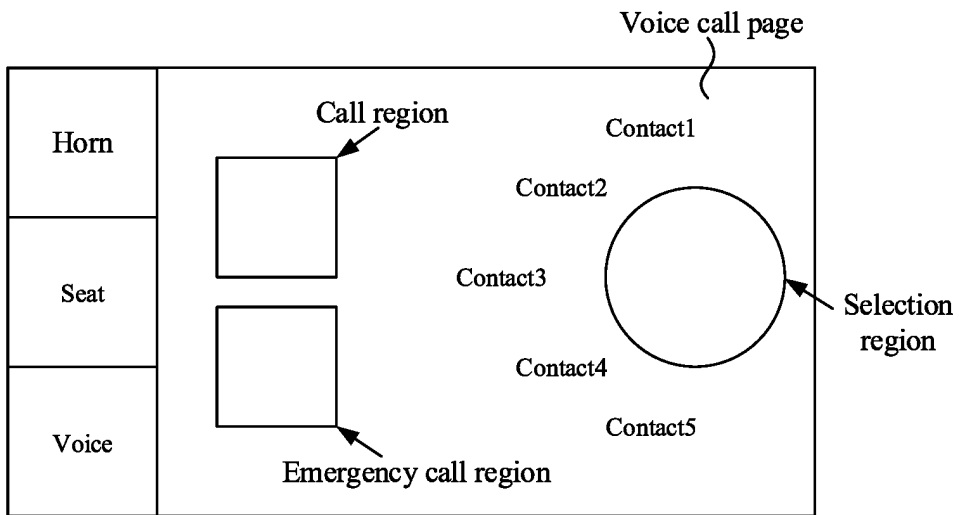 Voice call page
Horn
Call region
Contact1
Contact2
Seat
Contact3
Selection
region
Contact4
Voice
Contact5
Emergency call region